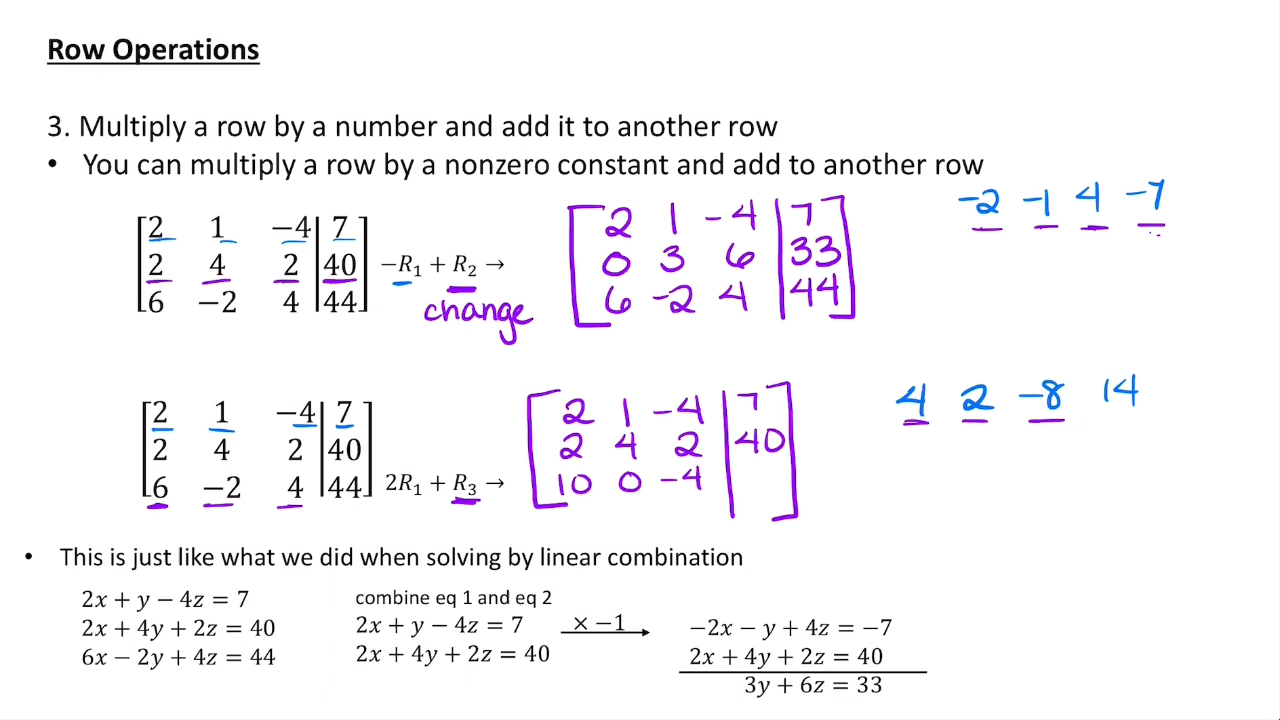 Row Operations
3. Multiply a row by a number and add it to another row
• You can multiply a row by a nonzero constant and add to another row
-2 -1 4 -7
2 1 −4 | 7
2 4 2 | 40 −R₁ + R₂ →
6 −2 4 | 44
change
2 1 -4 | 7
0 3 6 | 33
6 -2 4 | 44
4 2 -8 14
2 1 −4 | 7
2 4 2 | 40
6 −2 4 | 44 2R₁ + R₃ →
2 1 -4 | 7
2 4 2 | 40
10 0 -4 |
• This is just like what we did when solving by linear combination
2x + y − 4z = 7
2x + 4y + 2z = 40
6x − 2y + 4z = 44
combine eq 1 and eq 2
2x + y − 4z = 7
2x + 4y + 2z = 40
× −1
−2x − y + 4z = −7
2x + 4y + 2z = 40
3y + 6z = 33